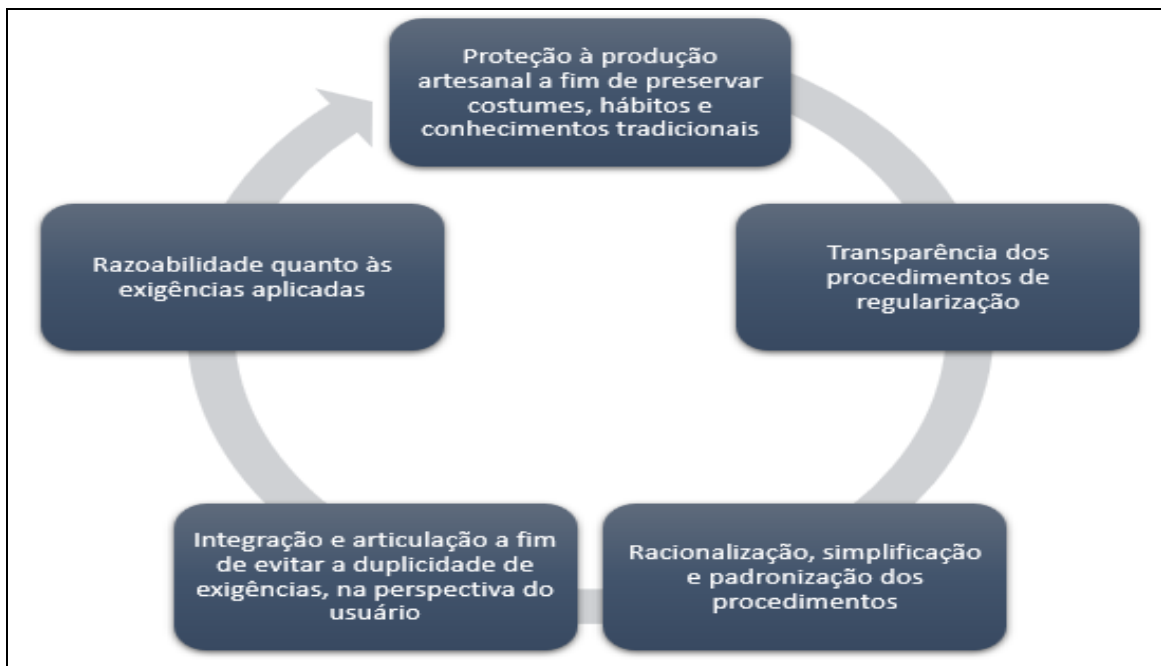 Proteção à produção
artesanal a fim de preservar
costumes, hábitos e
conhecimentos tradicionais
Transparência dos
procedimentos de
regularização
Racionalização, simplificação
e padronização dos
procedimentos
Integração e articulação a fim
de evitar a duplicidade de
exigências, na perspectiva do
usuário
Razoabilidade quanto às
exigências aplicadas